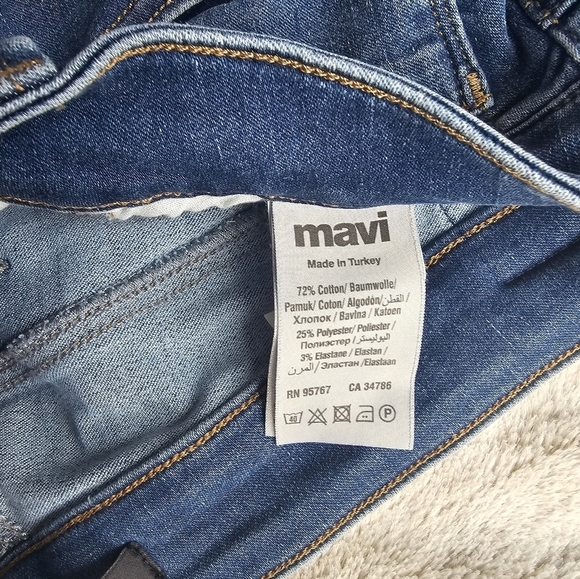 mavi
Made in Turkey
72% Cotton/ Baumwolle/
Pamuk/ Coton/ Algodón/ القطن/
Хлопок/ Bavlna / Katoen
25% Polyester/ Poliester /
Полиэстер / البوليستر/
3% Elastane /Elastan /
المرن/ Эластан /Elastaan
RN 95767 CA 34786
40 P